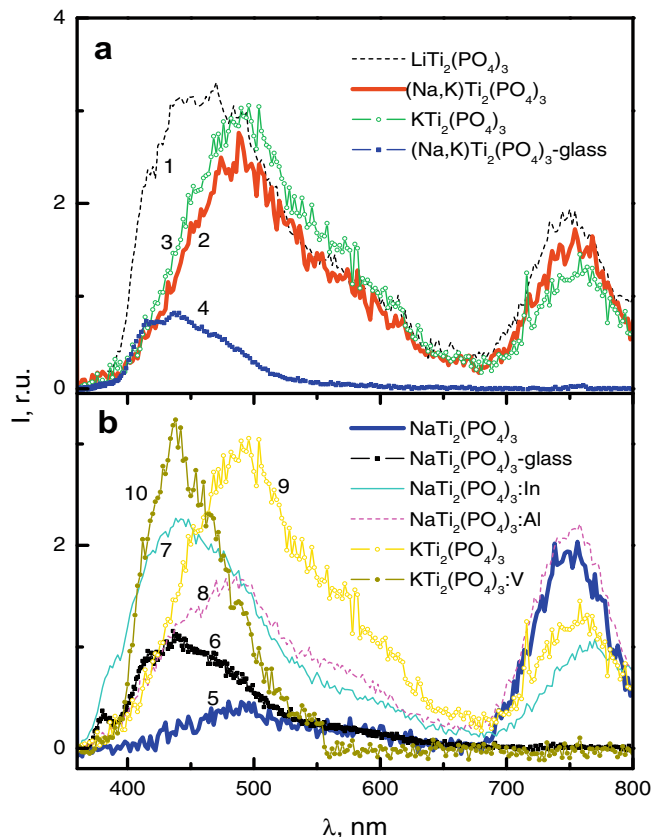 a
LiTi₂(PO₄)₃
(Na,K)Ti₂(PO₄)₃
KTi₂(PO₄)₃
(Na,K)Ti₂(PO₄)₃-glass
3
2
1
0
1
3
2
4
I, r.u.
b
NaTi₂(PO₄)₃
NaTi₂(PO₄)₃-glass
NaTi₂(PO₄)₃:In
NaTi₂(PO₄)₃:Al
KTi₂(PO₄)₃
KTi₂(PO₄)₃:V
2
0
10
9
7
8
6
5
400 500 600 700 800
λ, nm